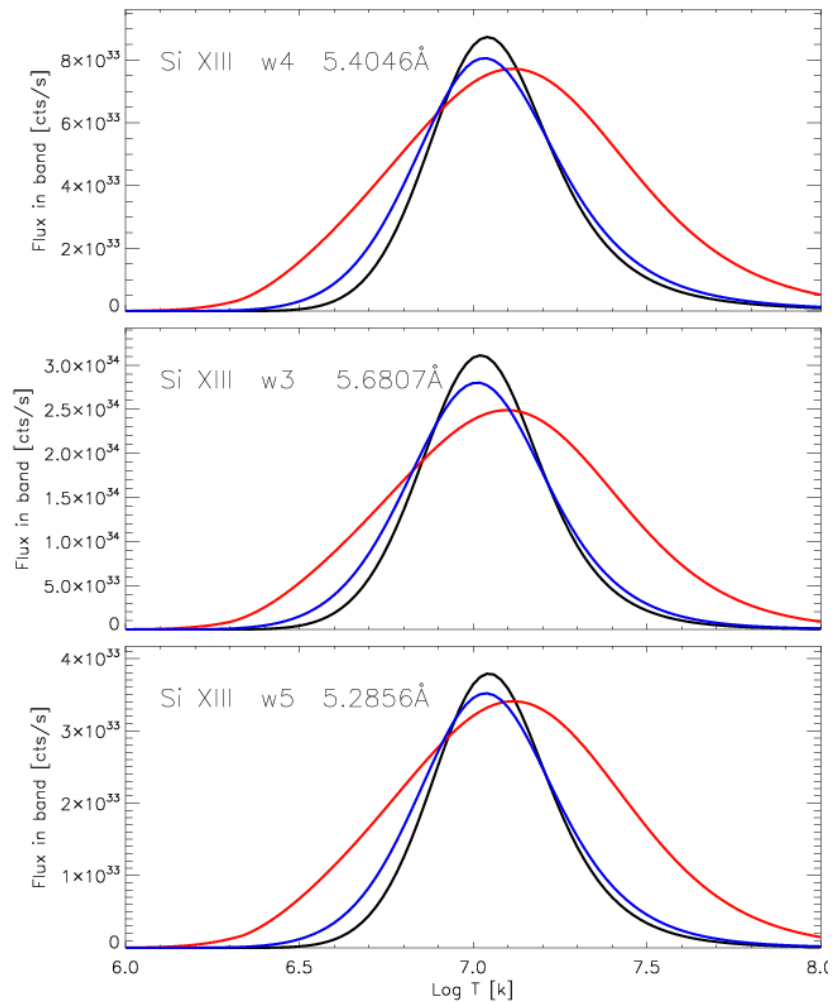 Si XIII w4 5.4046Å
Flux in band [cts/s]
8×10³³
6×10³³
4×10³³
2×10³³
0
Si XIII w3 5.6807Å
Flux in band [cts/s]
3.0×10³⁴
2.5×10³⁴
2.0×10³⁴
1.5×10³⁴
1.0×10³⁴
5.0×10³³
0
Si XIII w5 5.2856Å
Flux in band [cts/s]
4×10³³
3×10³³
2×10³³
1×10³³
0
6.0 6.5 7.0 7.5 8.0
Log T [k]